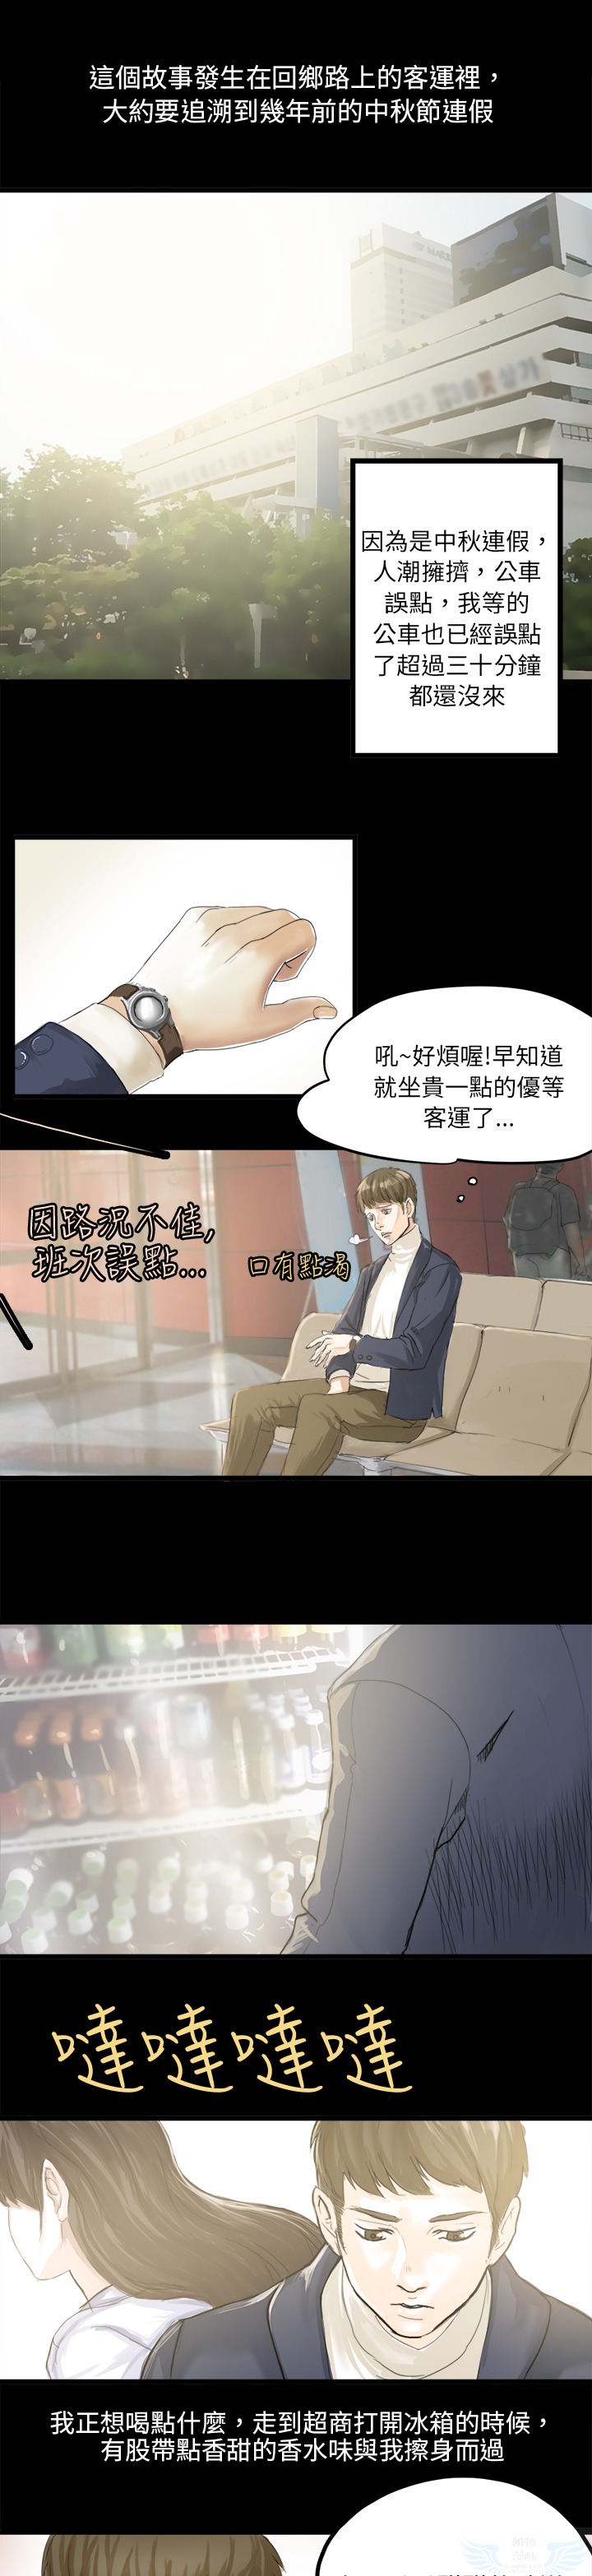 這個故事發生在回鄉路上的客運裡，
大約要追溯到幾年前的中秋節連假
因為是中秋連假，
人潮擁擠，公車
誤點，我等的
公車也已經誤點
了超過三十分鐘
都還沒來
吼~好煩喔!早知道
就坐貴一點的優等
客運了...
因路況不佳,
班次誤點...
口有點渴
噠噠噠噠
我正想喝點什麼，走到超商打開冰箱的時候，
有股帶點香甜的香水味與我擦身而過